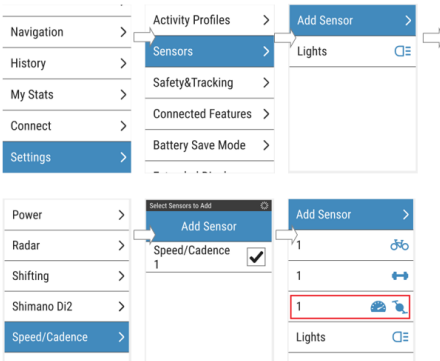 Navigation
History
My Stats
Connect
Settings
Activity Profiles
Sensors
Safety&Tracking
Connected Features
Battery Save Mode
Add Sensor
Lights
Power
Radar
Shifting
Shimano Di2
Speed/Cadence
Select Sensors to Add
Add Sensor
Speed/Cadence
1
Add Sensor
1
1
1
Lights